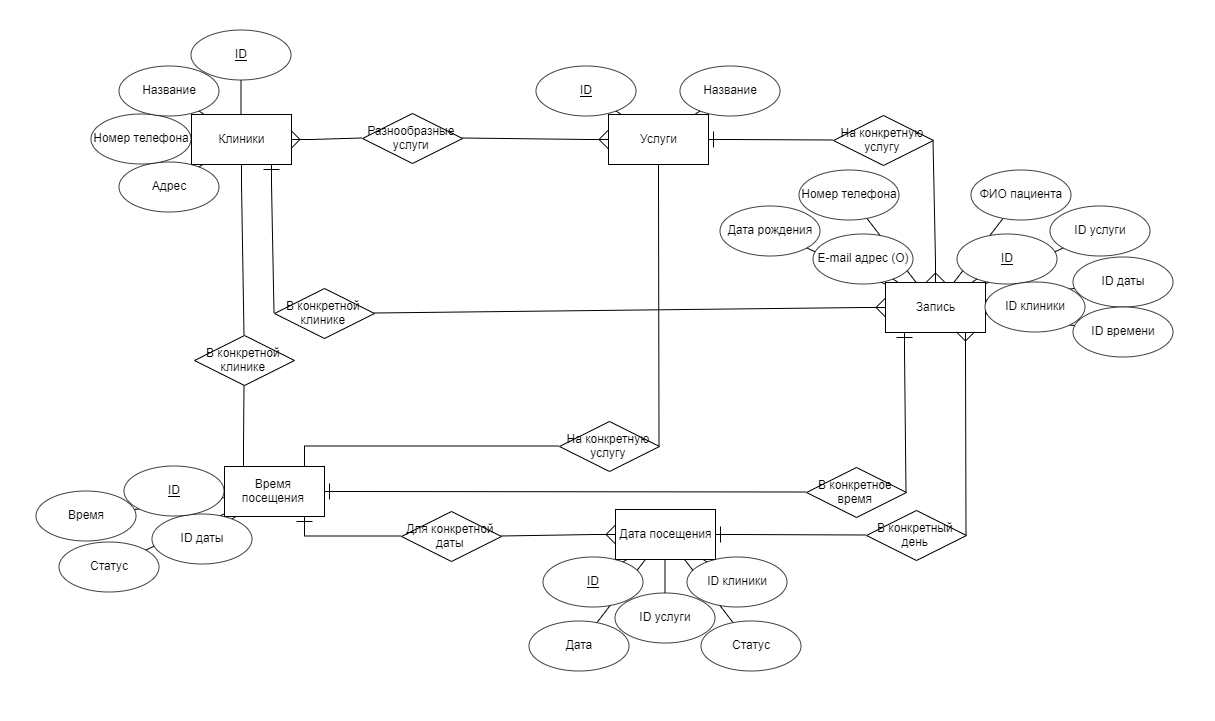 ID
Название
Номер телефона
Адрес
Клиники
Разнообразные
услуги
ID
Название
Услуги
На конкретную
услугу
Номер телефона
Дата рождения
E-mail адрес (О)
ФИО пациента
ID услуги
ID
ID даты
ID клиники
ID времени
Запись
В конкретной
клинике
В конкретной
клинике
На конкретную
услугу
Время
посещения
ID
Время
ID даты
Статус
В конкретное
время
Для конкретной
даты
Дата посещения
В конкретный
день
ID
ID клиники
ID услуги
Дата
Статус